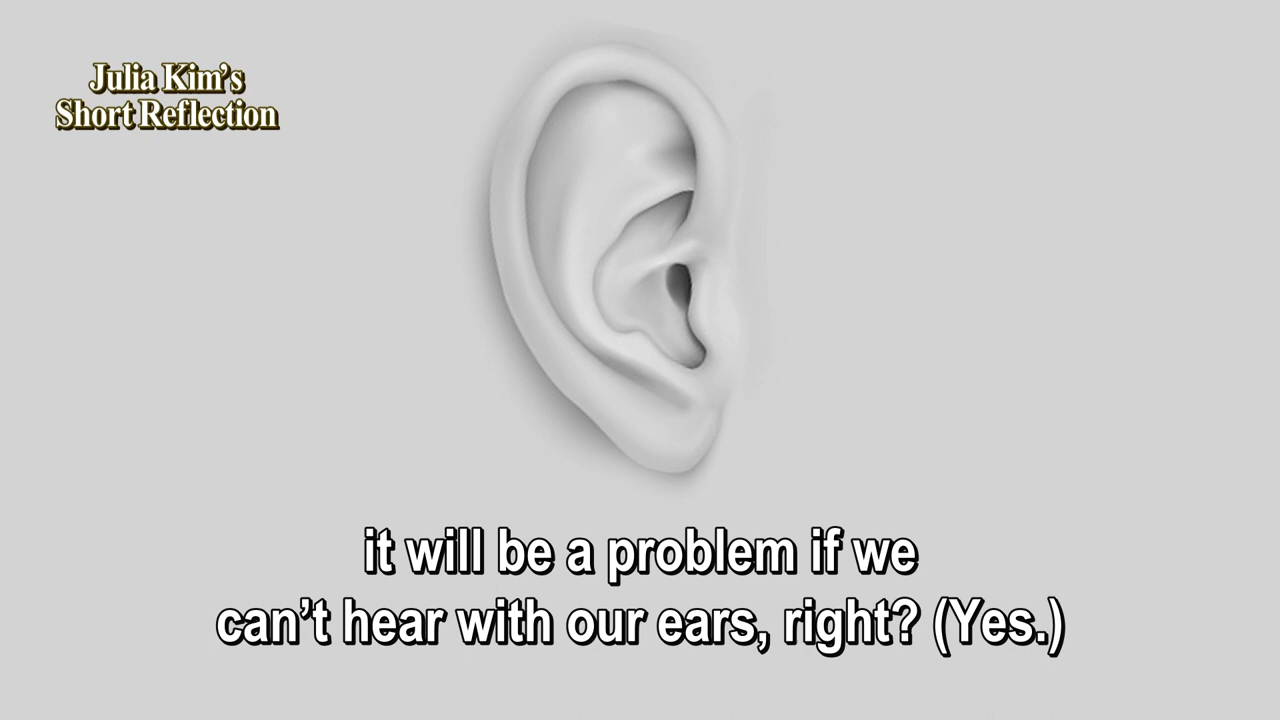 Julia Kim's
Short Reflection
it will be a problem if we
can't hear with our ears, right? (Yes.)